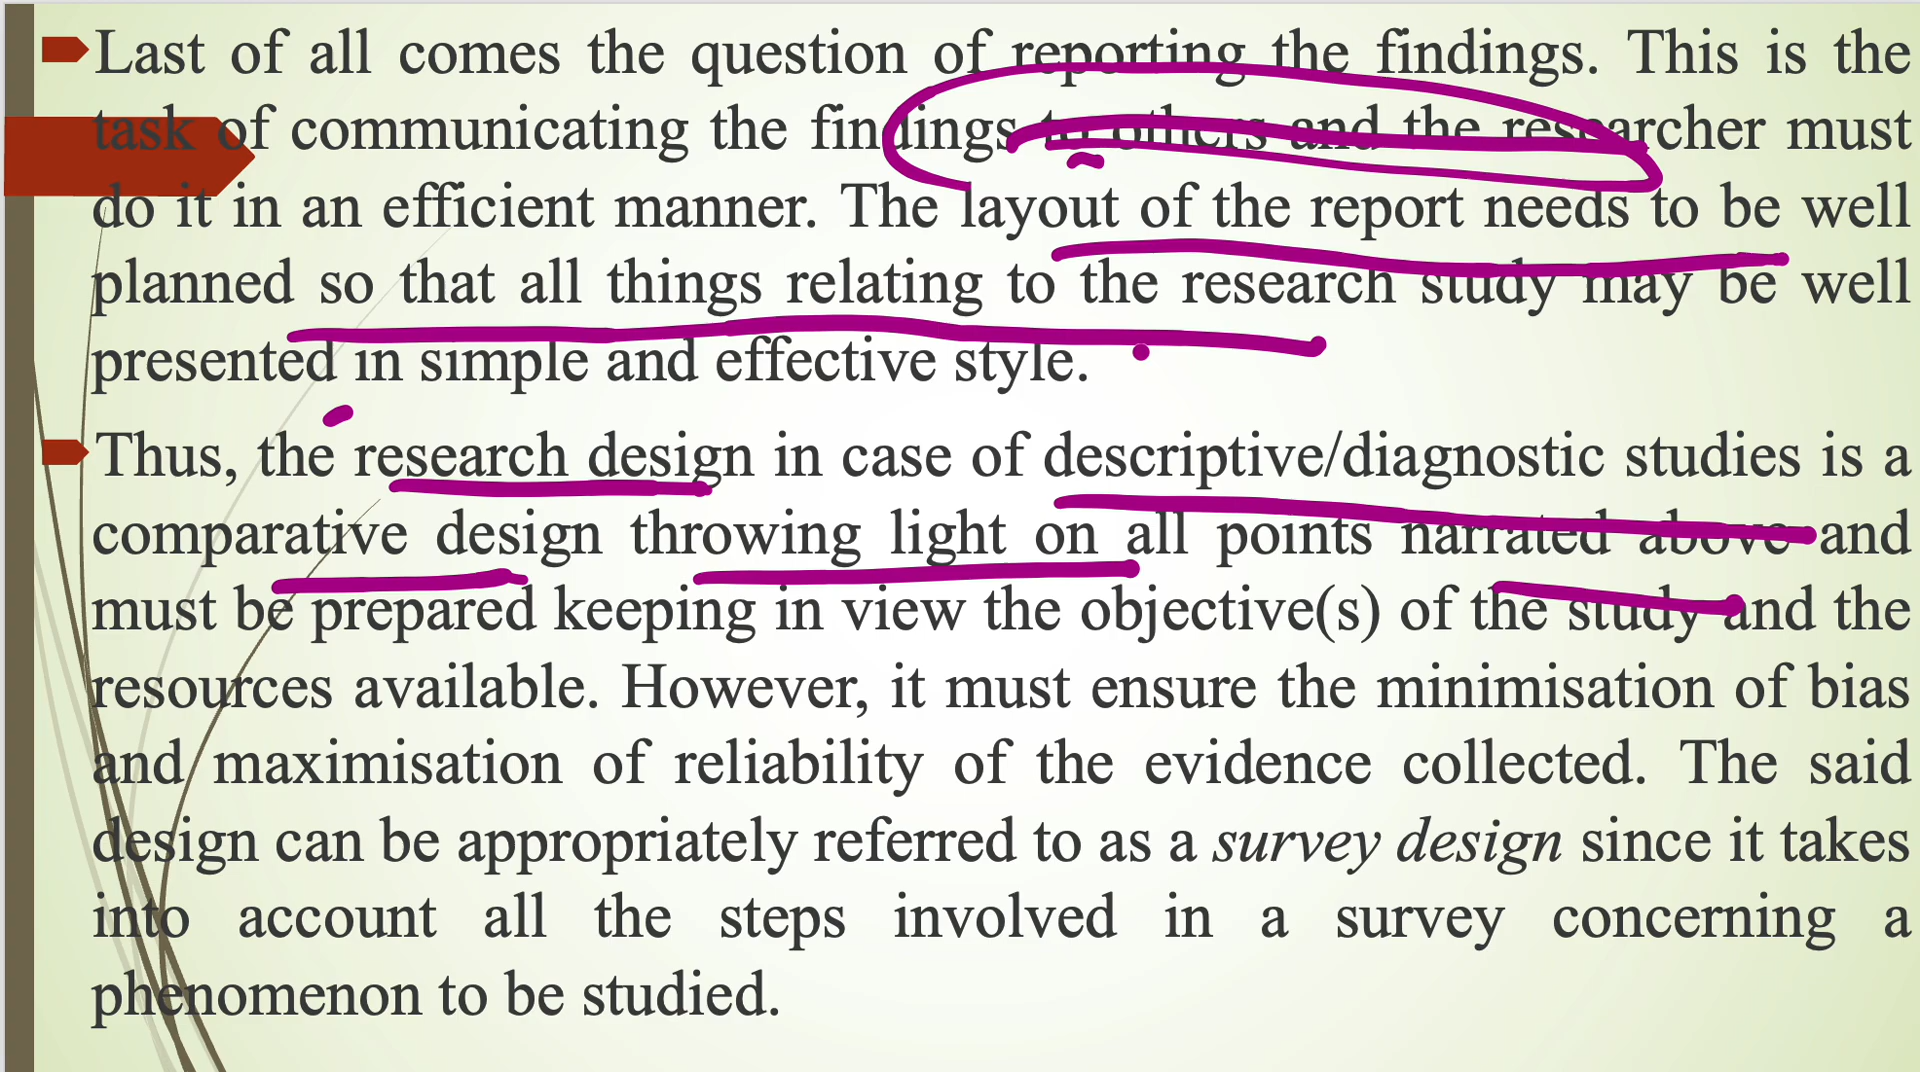 Last of all comes the question of reporting the findings. This is the
task of communicating the findings to others and the researcher must
do it in an efficient manner. The layout of the report needs to be well
planned so that all things relating to the research study may be well
presented in simple and effective style.
Thus, the research design in case of descriptive/diagnostic studies is a
comparative design throwing light on all points narrated above and
must be prepared keeping in view the objective(s) of the study and the
resources available. However, it must ensure the minimisation of bias
and maximisation of reliability of the evidence collected. The said
design can be appropriately referred to as a survey design since it takes
into account all the steps involved in a survey concerning a
phenomenon to be studied.